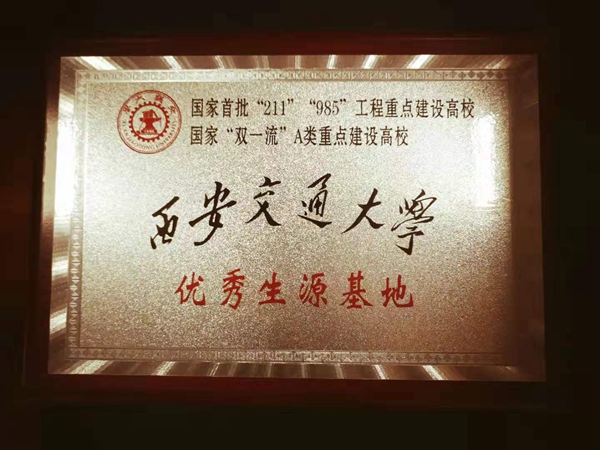 国家首批“211”“985”工程重点建设高校
国家“双一流”A类重点建设高校
西安交通大学
优秀生源基地